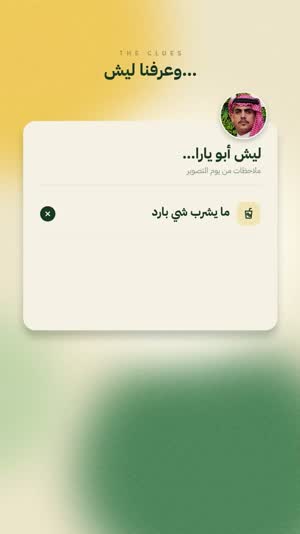 THE CLUES
...وعرفنا ليش
ليش أبو يارا...
ملاحظات من يوم التصوير
ما يشرب شي بارد